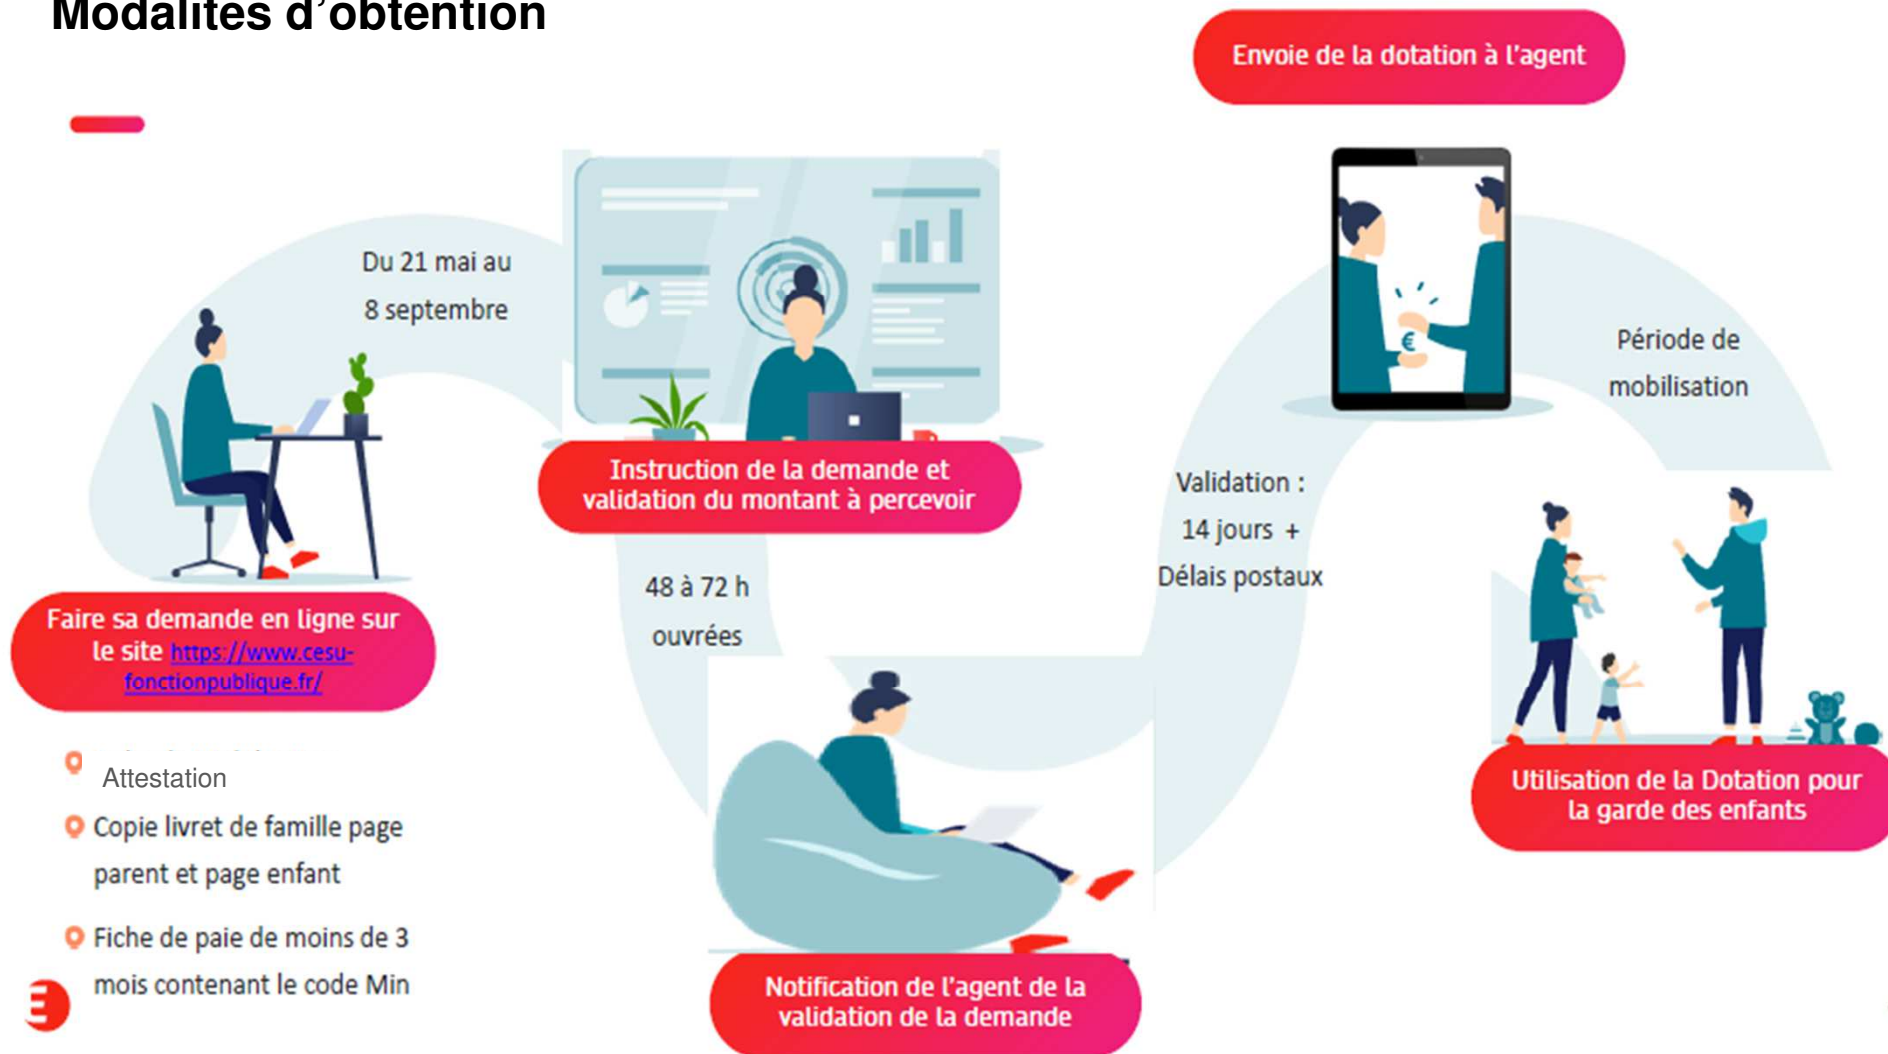 Modalités d'obtention
Envoie de la dotation à l'agent
Du 21 mai au
8 septembre
Période de
mobilisation
Instruction de la demande et
validation du montant à percevoir
Validation :
14 jours +
Délais postaux
48 à 72 h
ouvrées
Faire sa demande en ligne sur
le site https://www.cesu-
fonctionpublique.fr/
Attestation
Copie livret de famille page
parent et page enfant
Fiche de paie de moins de 3
mois contenant le code Min
Utilisation de la Dotation pour
la garde des enfants
Notification de l'agent de la
validation de la demande